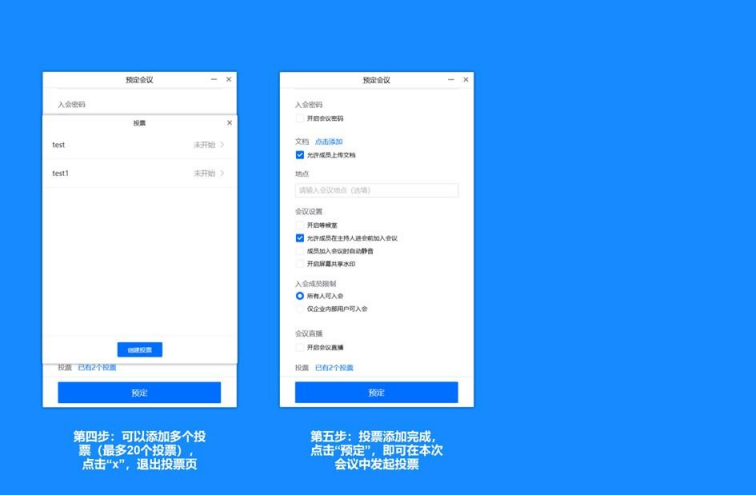 预定会议
入会密码
投票
test 未开始
test1 未开始
创建投票
投票 已有2个投票
预定
第四步：可以添加多个投
票（最多20个投票），
点击“x”，退出投票页
预定会议
入会密码
开启会议密码
文档 点击添加
允许成员上传文档
地点
请输入会议地点（选填）
会议设置
开启等候室
允许成员在主持人进会前加入会议
成员加入会议时自动静音
开启屏幕共享水印
入会成员限制
所有人可入会
仅企业内部用户可入会
会议直播
开启会议直播
投票 已有2个投票
预定
第五步：投票添加完成，
点击“预定”，即可在本次
会议中发起投票